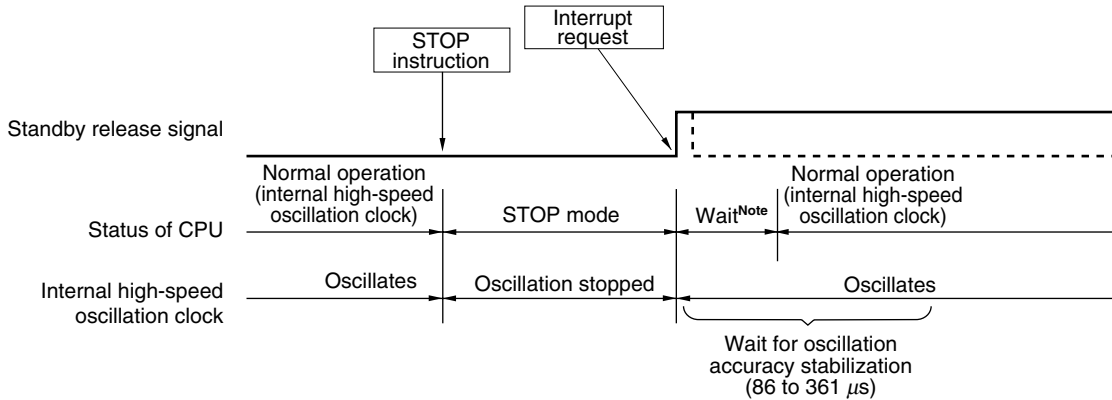 Interrupt
request
STOP
instruction
Standby release signal
Normal operation
(internal high-speed
oscillation clock)
Normal operation
(internal high-speed
oscillation clock)
Status of CPU
STOP mode
WaitNote
Internal high-speed
oscillation clock
Oscillates
Oscillation stopped
Oscillates
Wait for oscillation
accuracy stabilization
(86 to 361 μs)